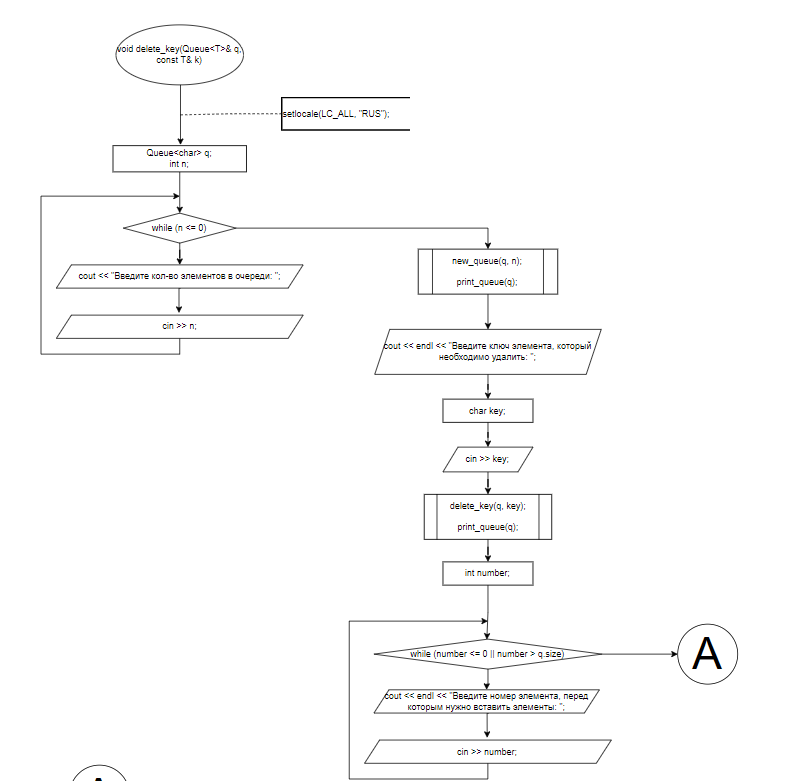 void delete_key(Queue<T>& q,
const T& k)
setlocale(LC_ALL, "RUS");
Queue<char> q;
int n;
while (n <= 0)
cout << "Введите кол-во элементов в очереди: ";
cin >> n;
new_queue(q, n);
print_queue(q);
cout << endl << "Введите ключ элемента, который
необходимо удалить: ";
char key;
cin >> key;
delete_key(q, key);
print_queue(q);
int number;
while (number <= 0 || number > q.size)
A
cout << endl << "Введите номер элемента, перед
которым нужно вставить элементы: ";
cin >> number;